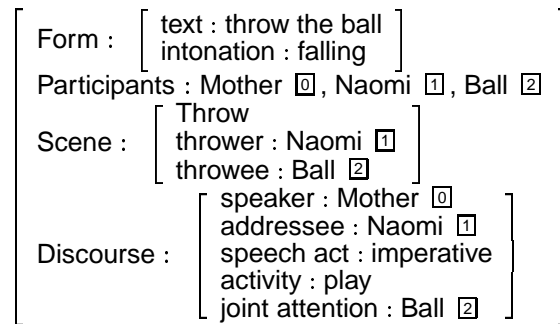 Form : text : throw the ball
intonation : falling
Participants : Mother 0 , Naomi 1 , Ball 2
Scene : Throw
thrower : Naomi 1
throwee : Ball 2
Discourse : speaker : Mother 0
addressee : Naomi 1
speech act : imperative
activity : play
joint attention : Ball 2